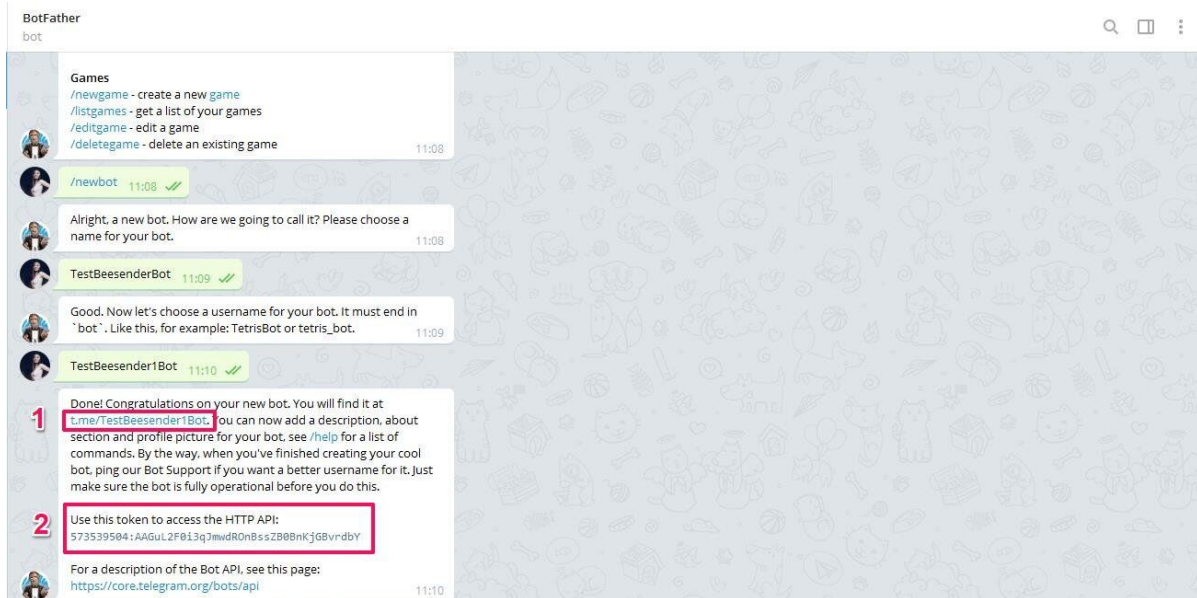 BotFather
bot
Games
/newgame - create a new game
/listgames - get a list of your games
/editgame - edit a game
/deletegame - delete an existing game
11:08
/newbot 11:08
Alright, a new bot. How are we going to call it? Please choose a
name for your bot.
11:08
TestBeesenderBot 11:09
Good. Now let's choose a username for your bot. It must end in
`bot`. Like this, for example: TetrisBot or tetris_bot.
11:09
TestBeesender1Bot 11:10
1
Done! Congratulations on your new bot. You will find it at
t.me/TestBeesender1Bot. You can now add a description, about
section and profile picture for your bot, see /help for a list of
commands. By the way, when you've finished creating your cool
bot, ping our Bot Support if you want a better username for it. Just
make sure the bot is fully operational before you do this.
2
Use this token to access the HTTP API:
573539504:AAGuL2F0i3qJmwdROnBssZB0BnKjGBvrdbY
For a description of the Bot API, see this page:
https://core.telegram.org/bots/api
11:10